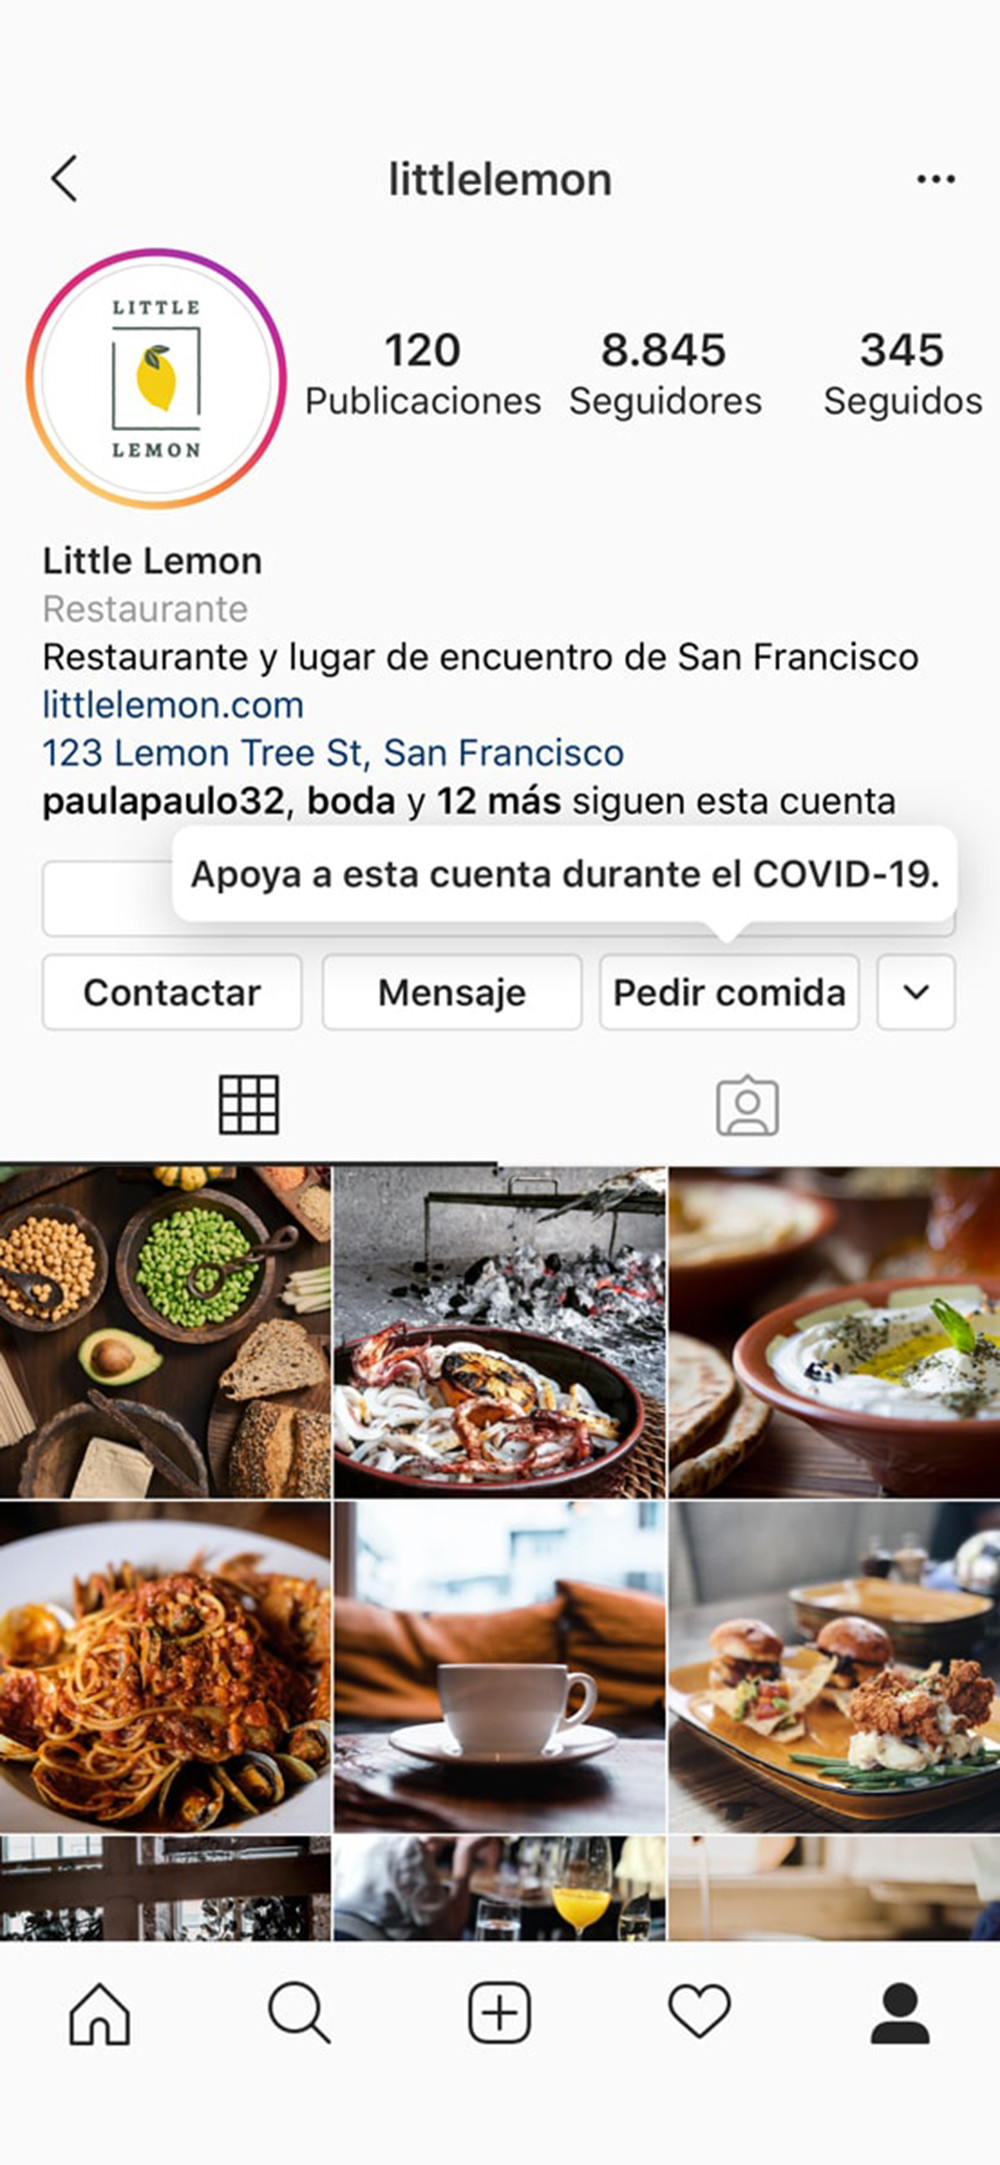 littlelemon
LITTLE
LEMON
120
Publicaciones
8.845
Seguidores
345
Seguidos
Little Lemon
Restaurante
Restaurante y lugar de encuentro de San Francisco
littlelemon.com
123 Lemon Tree St, San Francisco
paulapaulo32, boda y 12 más siguen esta cuenta
Apoya a esta cuenta durante el COVID-19.
Contactar
Mensaje
Pedir comida